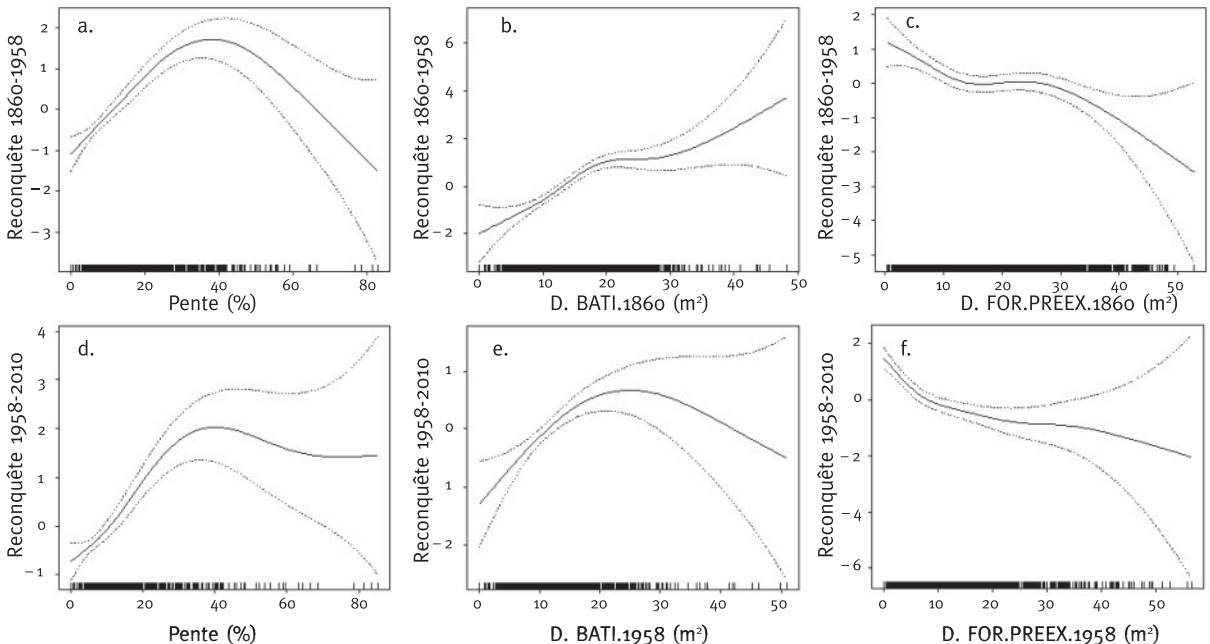 a.
Reconquête 1860-1958
2
1
0
−1
−2
−3
0 20 40 60 80
Pente (%)
b.
Reconquête 1860-1958
6
4
2
0
−2
0 10 20 30 40 50
D. BATI.1860 (m²)
c.
Reconquête 1860-1958
2
1
0
−1
−2
−3
−4
−5
0 10 20 30 40 50
D. FOR.PREEX.1860 (m²)
d.
Reconquête 1958-2010
4
3
2
1
0
−1
0 20 40 60 80
Pente (%)
e.
Reconquête 1958-2010
1
0
1
−2
0 10 20 30 40 50
D. BATI.1958 (m²)
f.
Reconquête 1958-2010
2
0
−2
−4
−6
0 10 20 30 40 50
D. FOR.PREEX.1958 (m²)